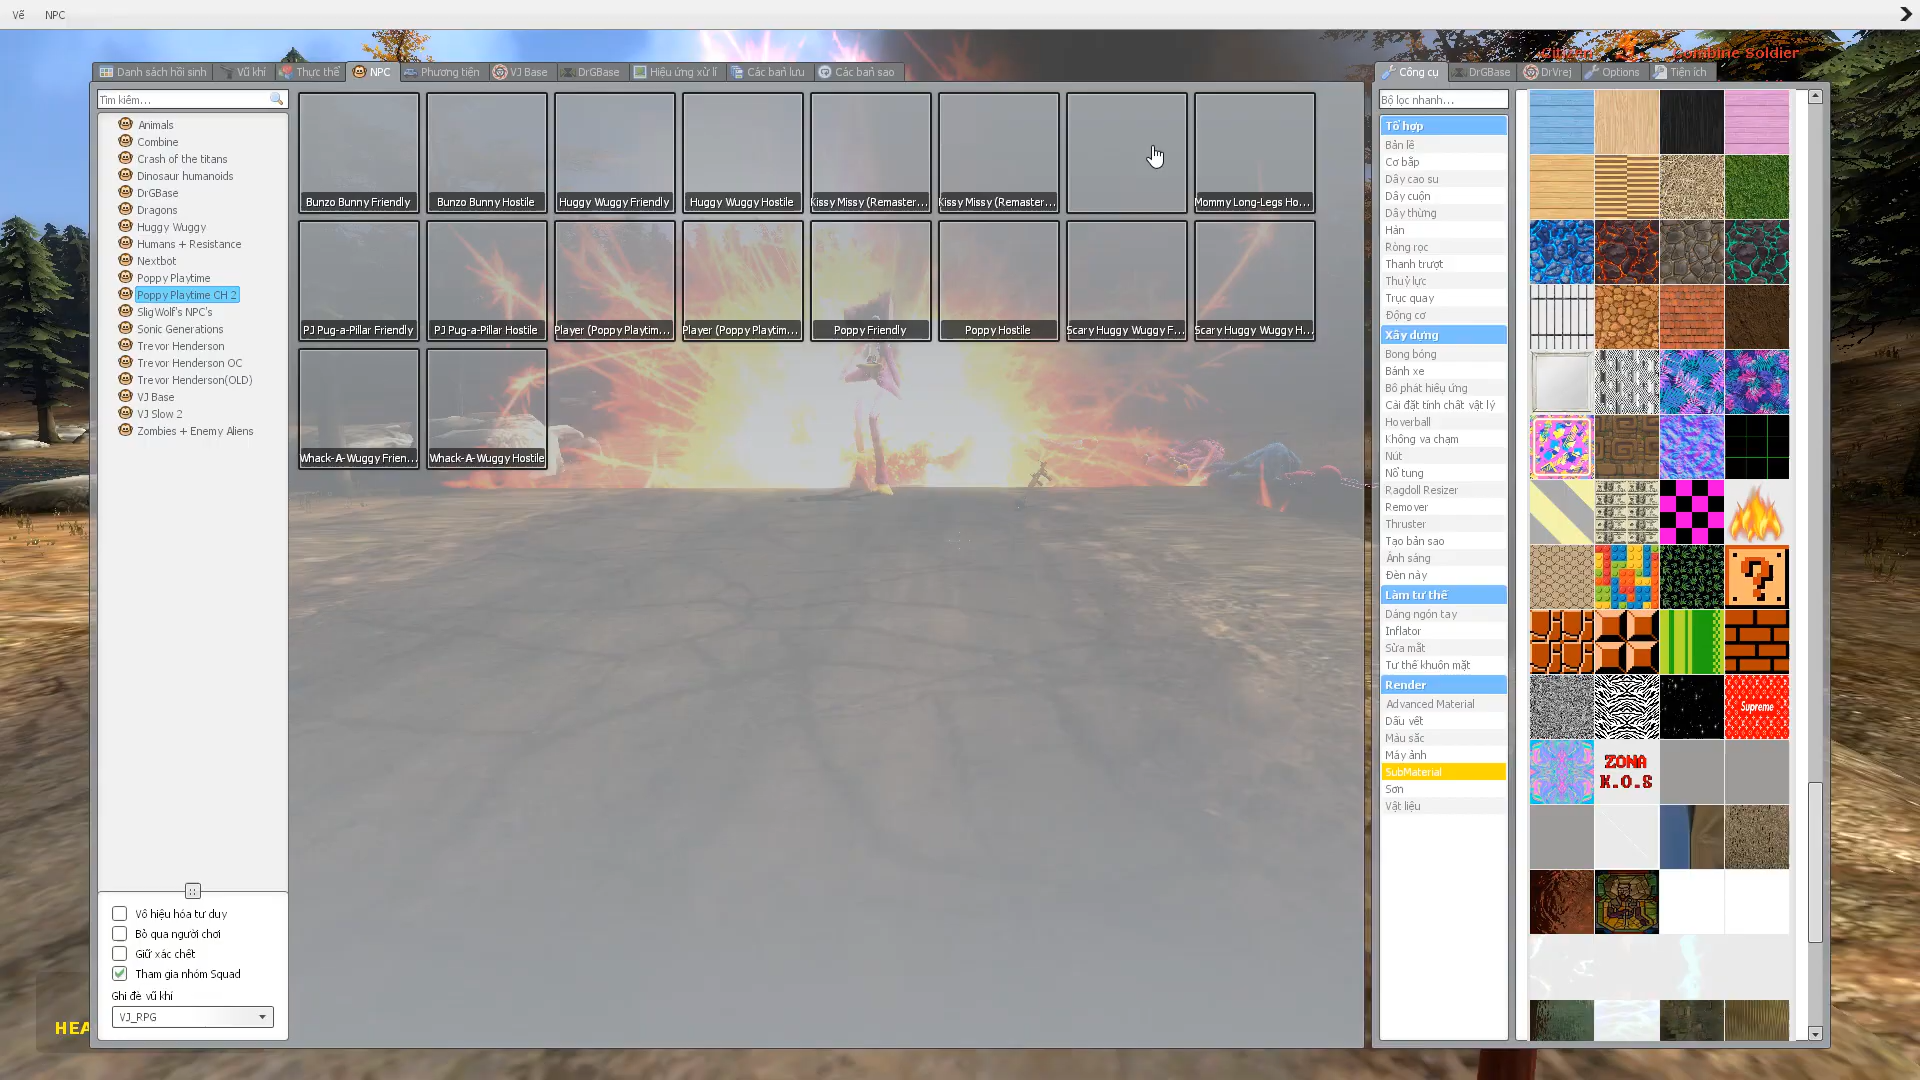 Vẽ NPC
Combine Soldier
Danh sách hồi sinh Vũ khí Thực thể NPC Phương tiện VJ Base DrGBase Hiệu ứng xử lí Các bản lưu Các bản sao
Công cụ DrGBase DrVrej Options Tiện ích
Tìm kiếm...
Animals
Combine
Crash of the titans
Dinosaur humanoids
DrGBase
Dragons
Huggy Wuggy
Humans + Resistance
Nextbot
Poppy Playtime
Poppy Playtime CH 2
SligWolf's NPC's
Sonic Generations
Trevor Henderson
Trevor Henderson OC
Trevor Henderson(OLD)
VJ Base
VJ Slow 2
Zombies + Enemy Aliens
Vô hiệu hóa tư duy
Bỏ qua người chơi
Giữ xác chết
Tham gia nhóm Squad
Ghi đè vũ khí
VJ_RPG
HEA
Bunzo Bunny Friendly
Bunzo Bunny Hostile
Huggy Wuggy Friendly
Huggy Wuggy Hostile
Kissy Missy (Remaster...
Kissy Missy (Remaster...
Mommy Long-Legs Ho...
PJ Pug-a-Pillar Friendly
PJ Pug-a-Pillar Hostile
Player (Poppy Playtim...
Player (Poppy Playtim...
Poppy Friendly
Poppy Hostile
Scary Huggy Wuggy F...
Scary Huggy Wuggy H...
Whack-A-Wuggy Frien...
Whack-A-Wuggy Hostile
Bộ lọc nhanh...
Tổ hợp
Bản lề
Cơ bắp
Dây cao su
Dây cuộn
Dây thừng
Hàn
Ròng rọc
Thanh trượt
Thuỷ lực
Trục quay
Động cơ
Xây dựng
Bong bóng
Bánh xe
Bộ phát hiệu ứng
Cài đặt tính chất vật lý
Hoverball
Không va chạm
Nút
Nổ tung
Ragdoll Resizer
Remover
Thruster
Tạo bản sao
Ánh sáng
Đèn này
Làm tư thế
Dáng ngón tay
Inflator
Sửa mắt
Tư thế khuôn mặt
Render
Advanced Material
Dấu vết
Màu sắc
Máy ảnh
SubMaterial
Sơn
Vật liệu
Supreme
ZONA
K.O.S